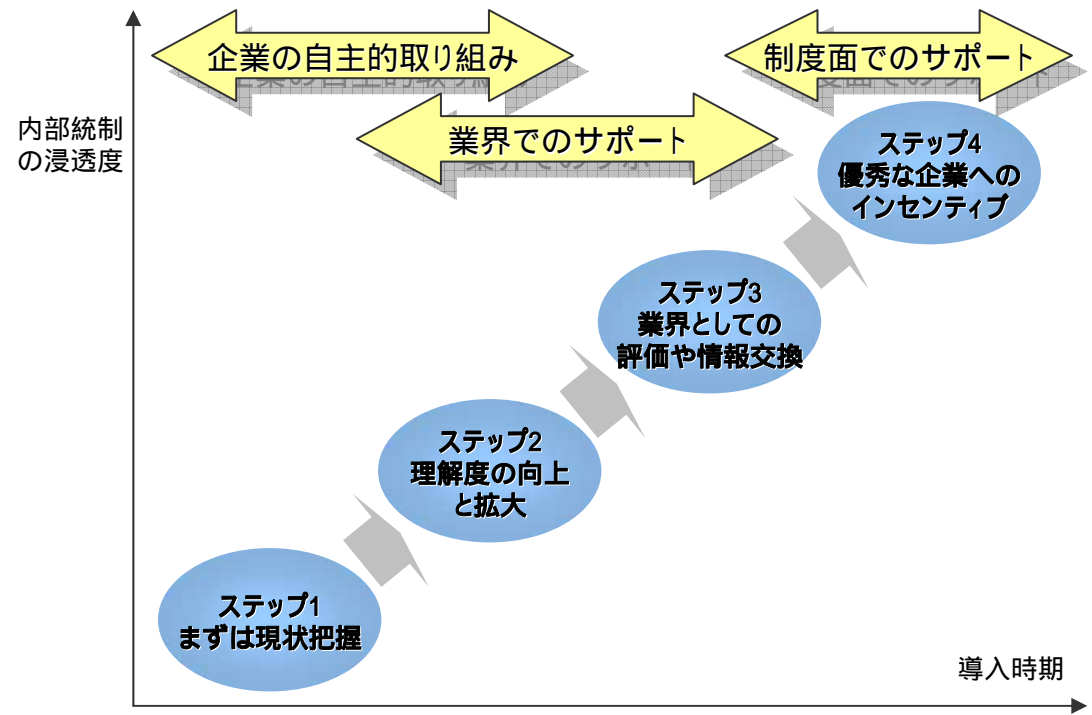 企業の自主的取り組み
制度面でのサポート
業界でのサポート
内部統制
の浸透度
ステップ4
優秀な企業への
インセンティブ
ステップ3
業界としての
評価や情報交換
ステップ2
理解度の向上
と拡大
ステップ1
まずは現状把握
導入時期